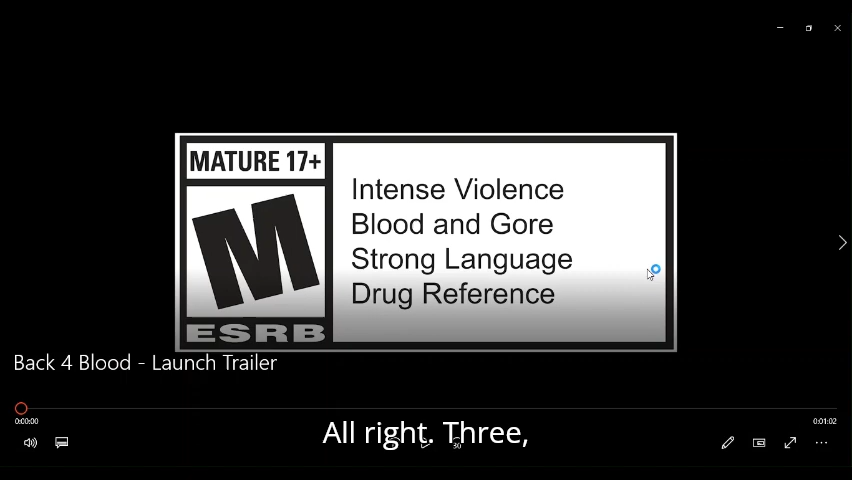 MATURE 17+
M
ESRB
Intense Violence
Blood and Gore
Strong Language
Drug Reference
Back 4 Blood - Launch Trailer
0:00:00
0:01:02
All right. Three,
30